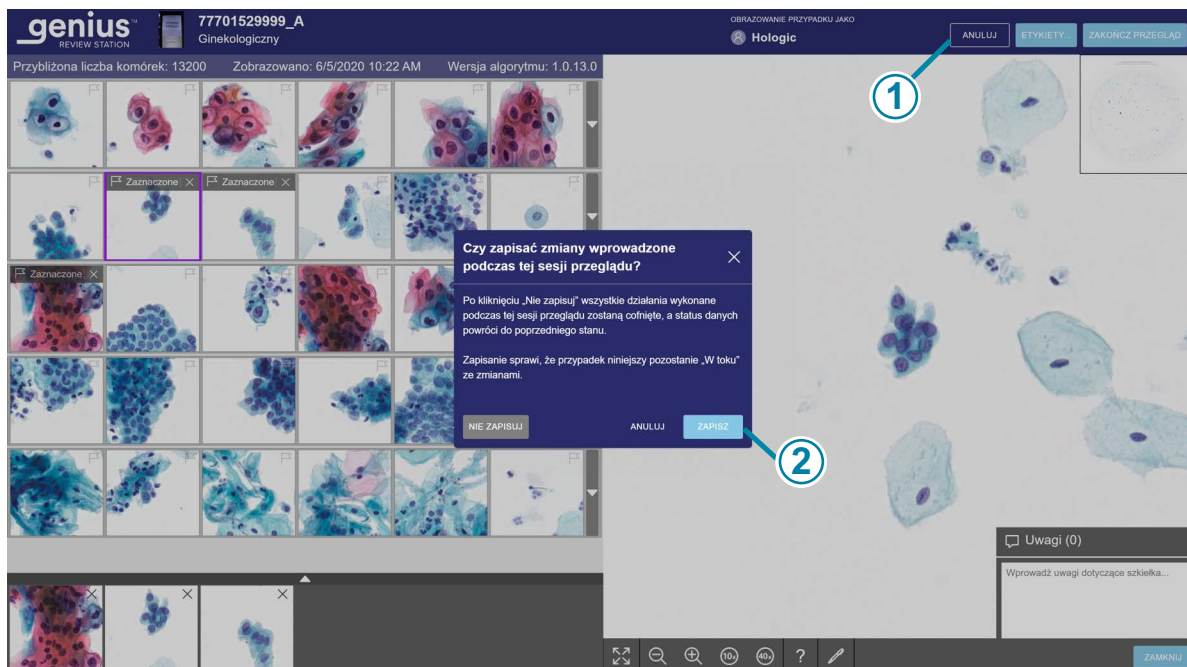 genius™
REVIEW STATION
77701529999_A
Ginekologiczny
OBRAZOWANIE PRZYPADKU JAKO
Hologic
ANULUJ
ETYKIETY...
ZAKOŃCZ PRZEGLĄD
Przybliżona liczba komórek: 13200
Zobrazowano: 6/5/2020 10:22 AM
Wersja algorytmu: 1.0.13.0
1
Zaznaczone
Zaznaczone
Zaznaczone
Czy zapisać zmiany wprowadzone
podczas tej sesji przeglądu?
Po kliknięciu „Nie zapisuj” wszystkie działania wykonane
podczas tej sesji przeglądu zostaną cofnięte, a status danych
powróci do poprzedniego stanu.
Zapisanie sprawi, że przypadek niniejszy pozostanie „W toku”
ze zmianami.
NIE ZAPISUJ
ANULUJ
ZAPISZ
2
Uwagi (0)
Wprowadź uwagi dotyczące szkiełka...
10x
40x
?
ZAMKNIJ